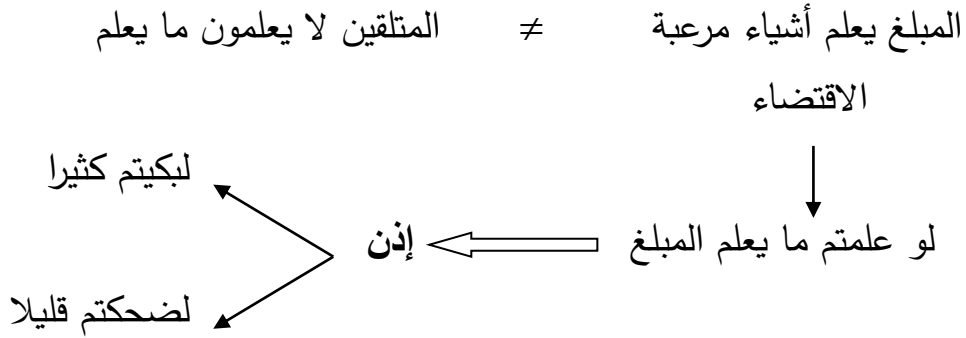 المبلغ يعلم أشياء مرعبة ≠ المتلقين لا يعلمون ما يعلم
الاقتضاء
لبكيتم كثيرا
لو علمتم ما يعلم المبلغ إذن
لضحكتم قليلا